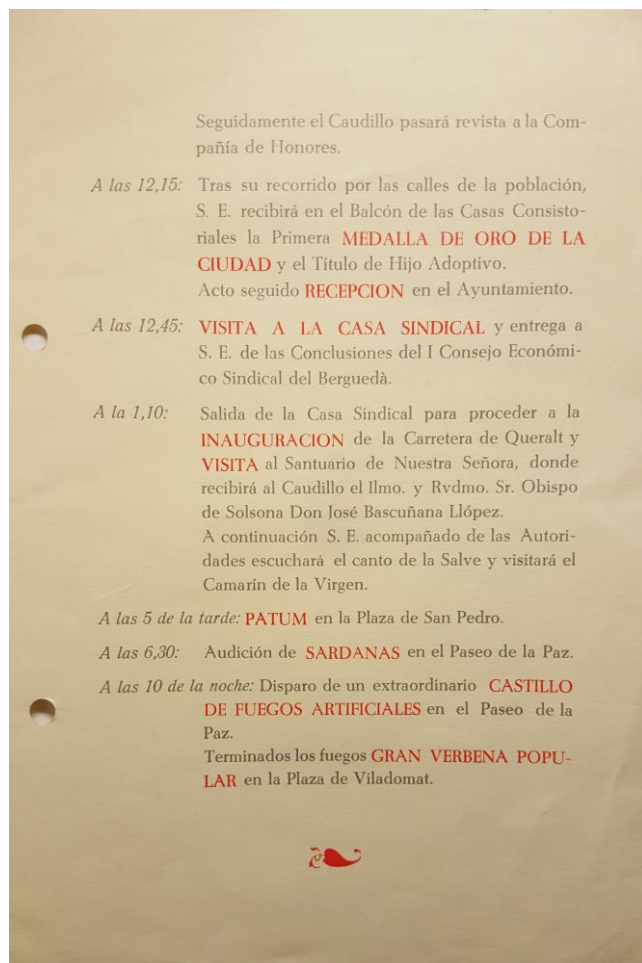 Seguidamente el Caudillo pasará revista a la Com-
pañía de Honores.
A las 12,15: Tras su recorrido por las calles de la población,
S. E. recibirá en el Balcón de las Casas Consisto-
riales la Primera MEDALLA DE ORO DE LA
CIUDAD y el Título de Hijo Adoptivo.
Acto seguido RECEPCION en el Ayuntamiento.
A las 12,45: VISITA A LA CASA SINDICAL y entrega a
S. E. de las Conclusiones del I Consejo Económi-
co Sindical del Berguedà.
A la 1,10: Salida de la Casa Sindical para proceder a la
INAUGURACION de la Carretera de Queralt y
VISITA al Santuario de Nuestra Señora, donde
recibirá al Caudillo el Ilmo. y Rvdmo. Sr. Obispo
de Solsona Don José Bascuñana Llópez.
A continuación S. E. acompañado de las Autori-
dades escuchará el canto de la Salve y visitará el
Camarín de la Virgen.
A las 5 de la tarde: PATUM en la Plaza de San Pedro.
A las 6,30: Audición de SARDANAS en el Paseo de la Paz.
A las 10 de la noche: Disparo de un extraordinario CASTILLO
DE FUEGOS ARTIFICIALES en el Paseo de la
Paz.
Terminados los fuegos GRAN VERBENA POPU-
LAR en la Plaza de Viladomat.